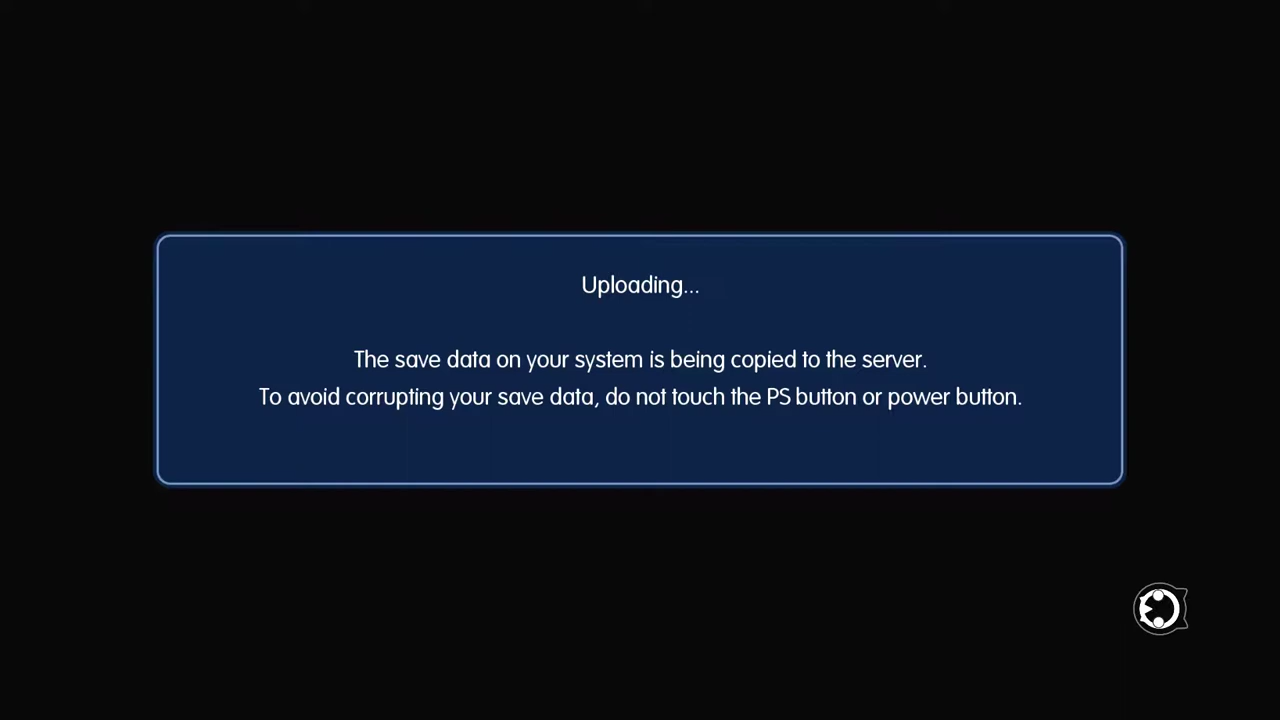 Uploading...
The save data on your system is being copied to the server.
To avoid corrupting your save data, do not touch the PS button or power button.